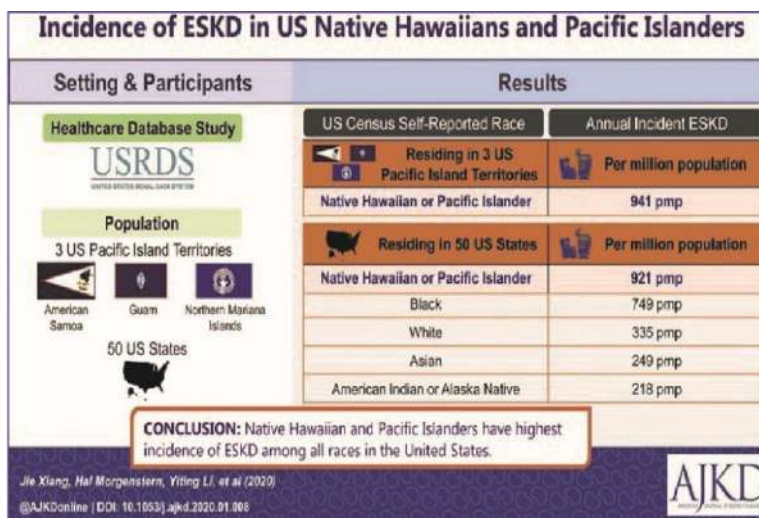 Incidence of ESKD in US Native Hawaiians and Pacific Islanders
Setting & Participants
Results
Healthcare Database Study
USRDS
UNITED STATES RENAL DATA SYSTEM
Population
3 US Pacific Island Territories
American Samoa
Guam
Northern Mariana Islands
50 US States
US Census Self-Reported Race
Annual Incident ESKD
Residing in 3 US
Pacific Island Territories
Per million population
Native Hawaiian or Pacific Islander
941 pmp
Residing in 50 US States
Per million population
Native Hawaiian or Pacific Islander
921 pmp
Black
749 pmp
White
335 pmp
Asian
249 pmp
American Indian or Alaska Native
218 pmp
CONCLUSION: Native Hawaiian and Pacific Islanders have highest
incidence of ESKD among all races in the United States.
Jie Xiang, Hal Morgenstern, Yiting Li, et al (2020)
@AJKDonline | DOI: 10.1053/j.ajkd.2020.01.008
AJKD